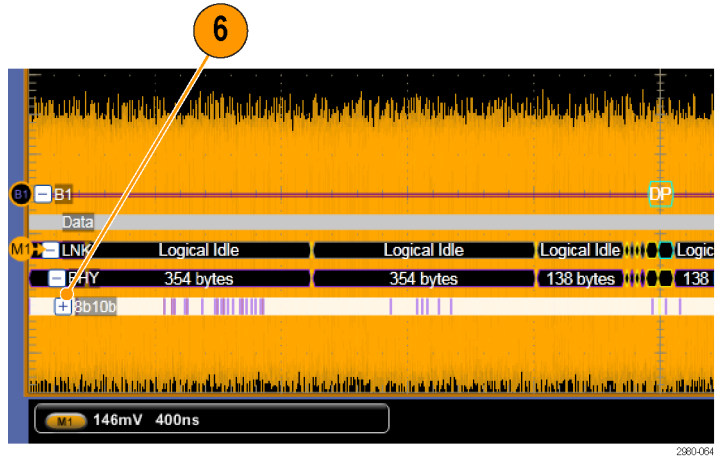 6
B1 B1 DP
Data
M1 LNK Logical Idle Logical Idle Logical Idle Logic
PHY 354 bytes 354 bytes 138 bytes 138
8b10b
M1 146mV 400ns
2980-064